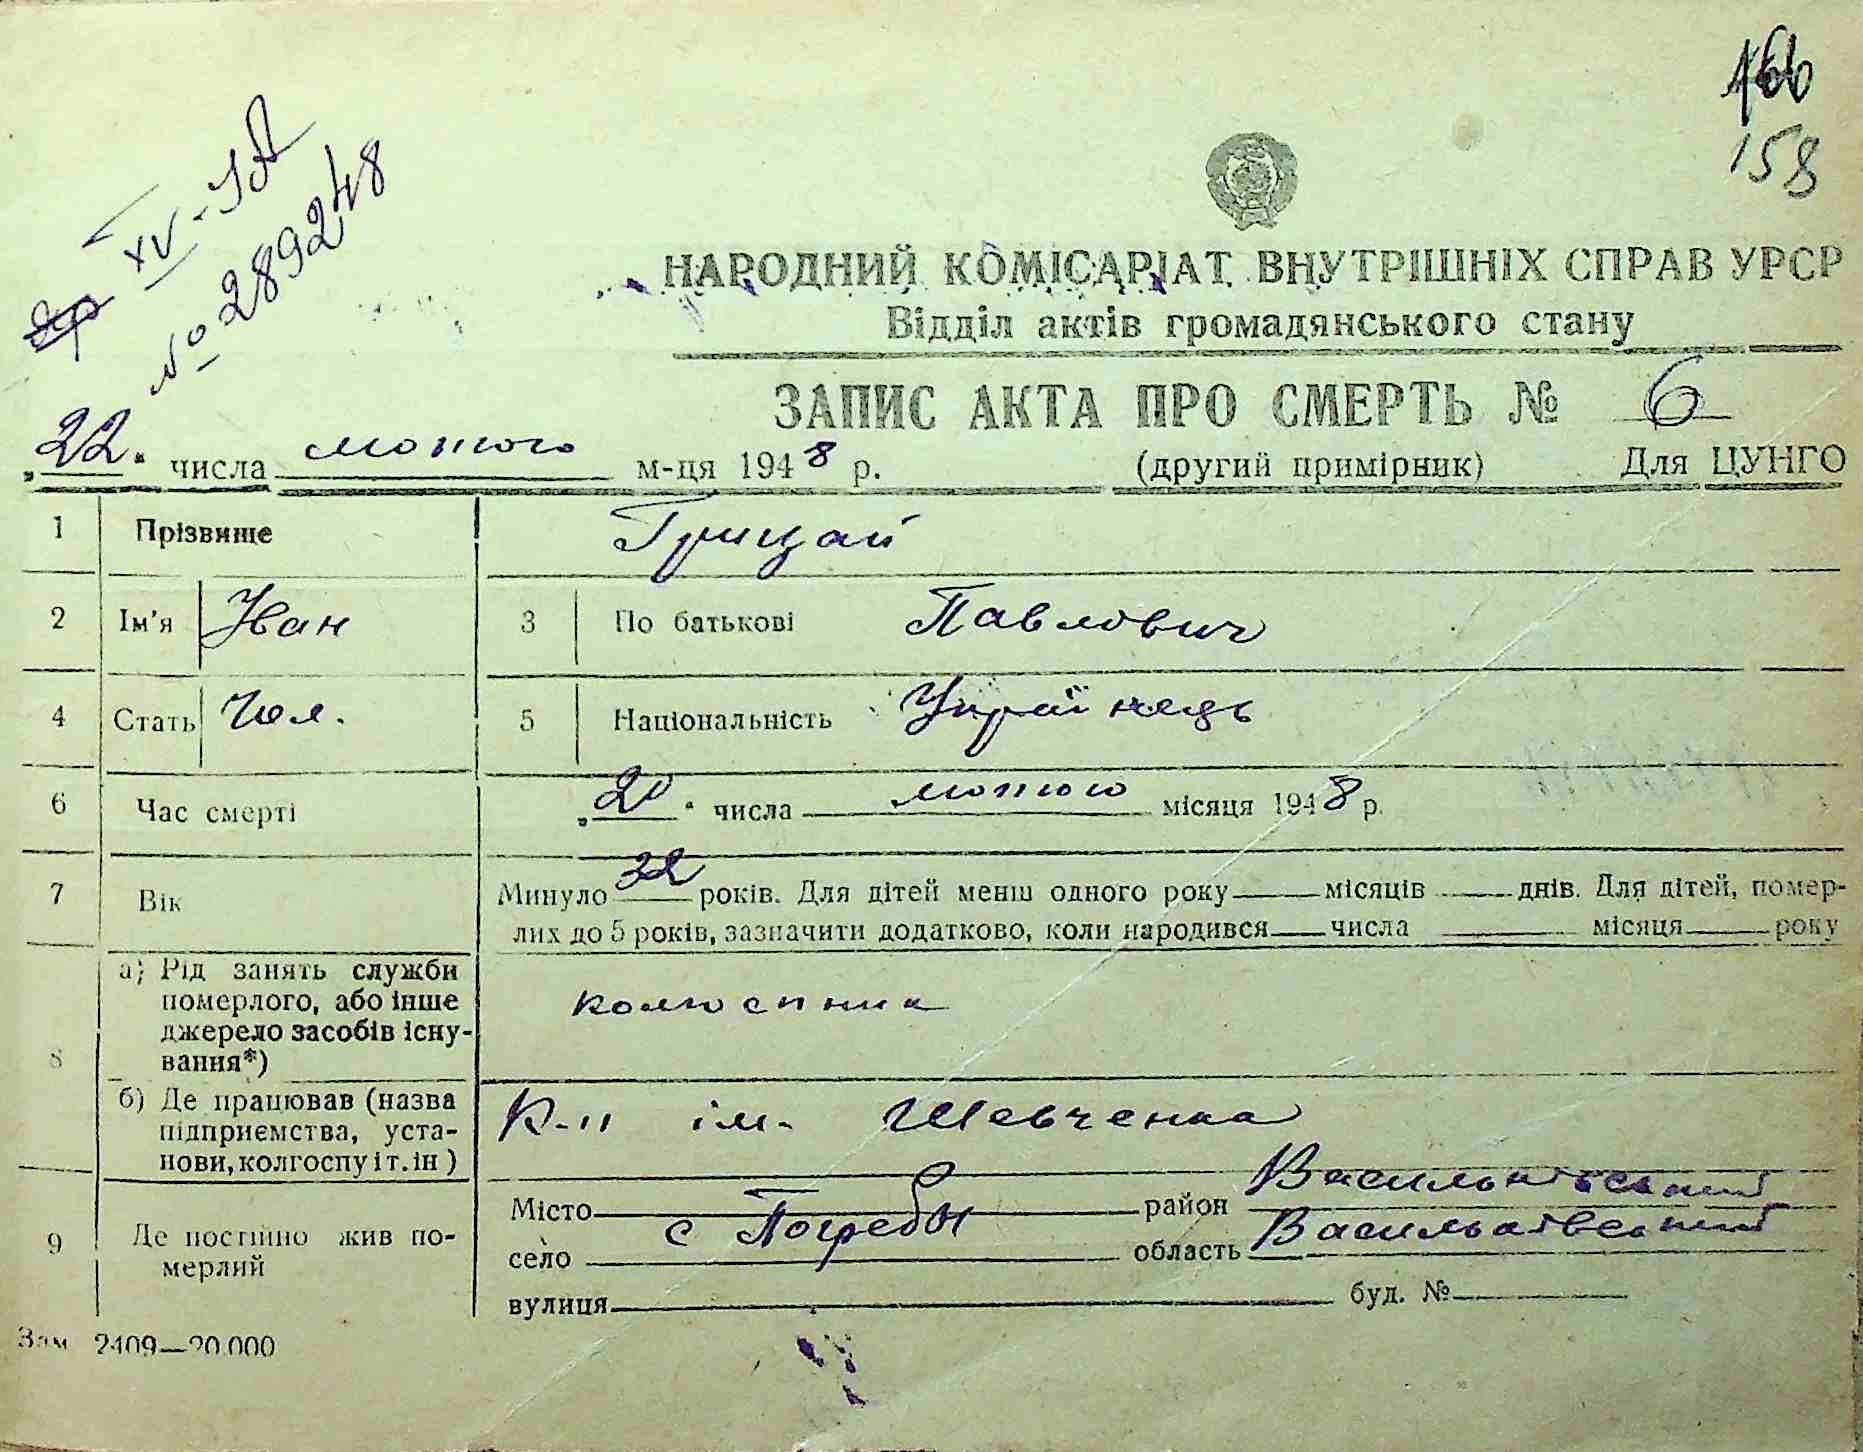 166
158
XV-ЗА
№ 289248
НАРОДНИЙ КОМІСАРІАТ ВНУТРІШНІХ СПРАВ УРСР
Відділ актів громадянського стану
ЗАПИС АКТА ПРО СМЕРТЬ № 6
„22“ числа лютого м-ця 1948 р. (другий примірник) Для ЦУНГО
1 Прізвище Грицай
2 Ім'я Іван 3 По батькові Павлович
4 Стать Чол. 5 Національність Українець
6 Час смерті „20“ числа лютого місяця 1948 р.
7 Вік Минуло 32 років. Для дітей менш одного року місяців днів. Для дітей, помер-
лих до 5 років, зазначити додатково, коли народився числа місяця року
8 а) Рід занять служби
померлого, або інше
джерело засобів існу-
вання*)
колгоспник
б) Де працював (назва
підприємства, уста-
нови, колгоспу і т. ін)
К-п ім. Шевченка
9 Де постійно жив по-
мерлий
Місто район Васильківський
село с Погреби область
вулиця буд. №
Зам 2409—20.000